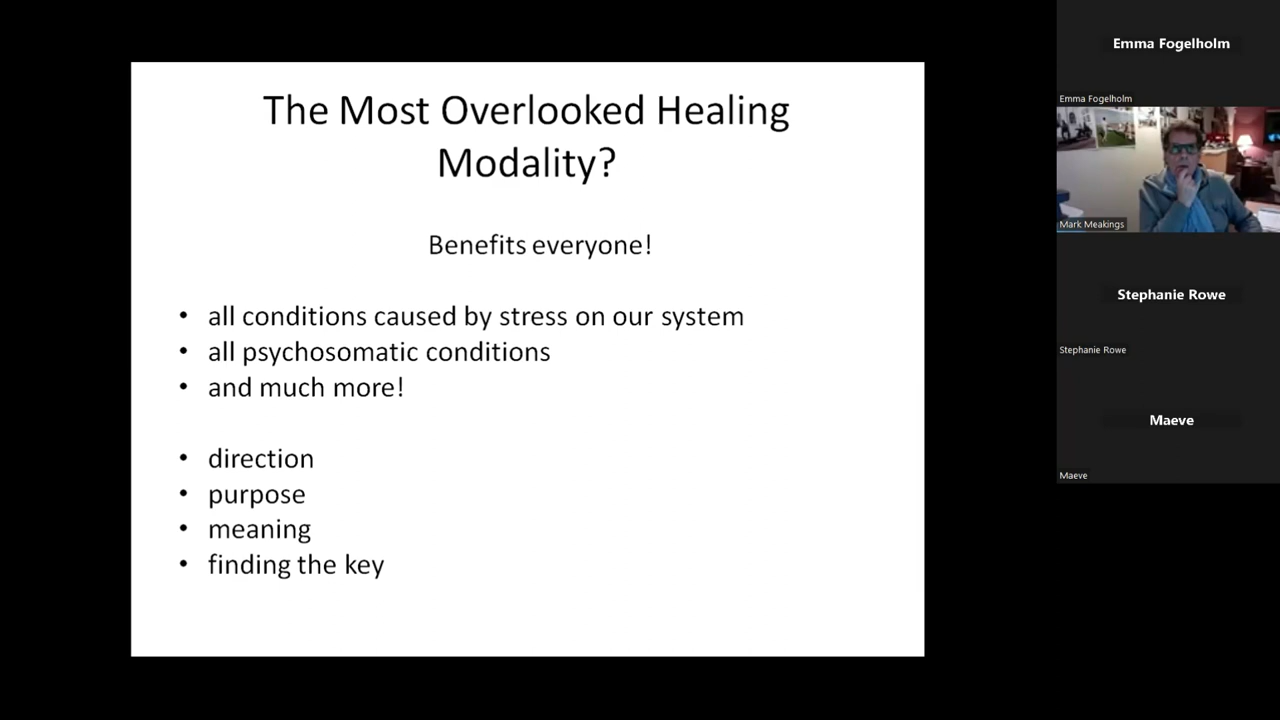 The Most Overlooked Healing
Modality?
Benefits everyone!
• all conditions caused by stress on our system
• all psychosomatic conditions
• and much more!
• direction
• purpose
• meaning
• finding the key
Emma Fogelholm
Emma Fogelholm
Mark Meakings
Stephanie Rowe
Stephanie Rowe
Maeve
Maeve